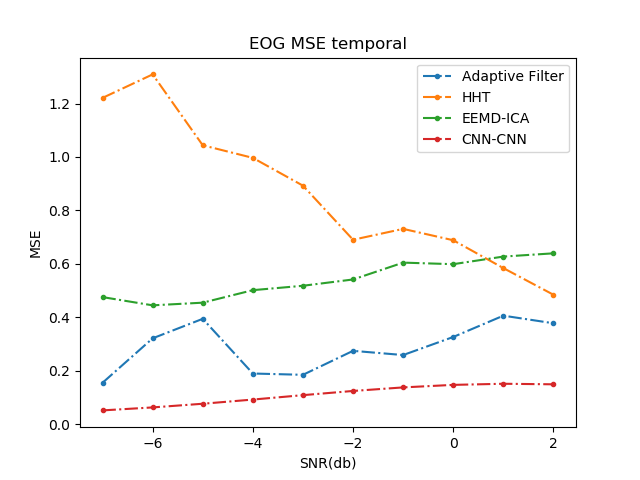 EOG MSE temporal
Adaptive Filter
HHT
EEMD-ICA
CNN-CNN
MSE
1.2
1.0
0.8
0.6
0.4
0.2
0.0
−6
−4
−2
0
2
SNR(db)